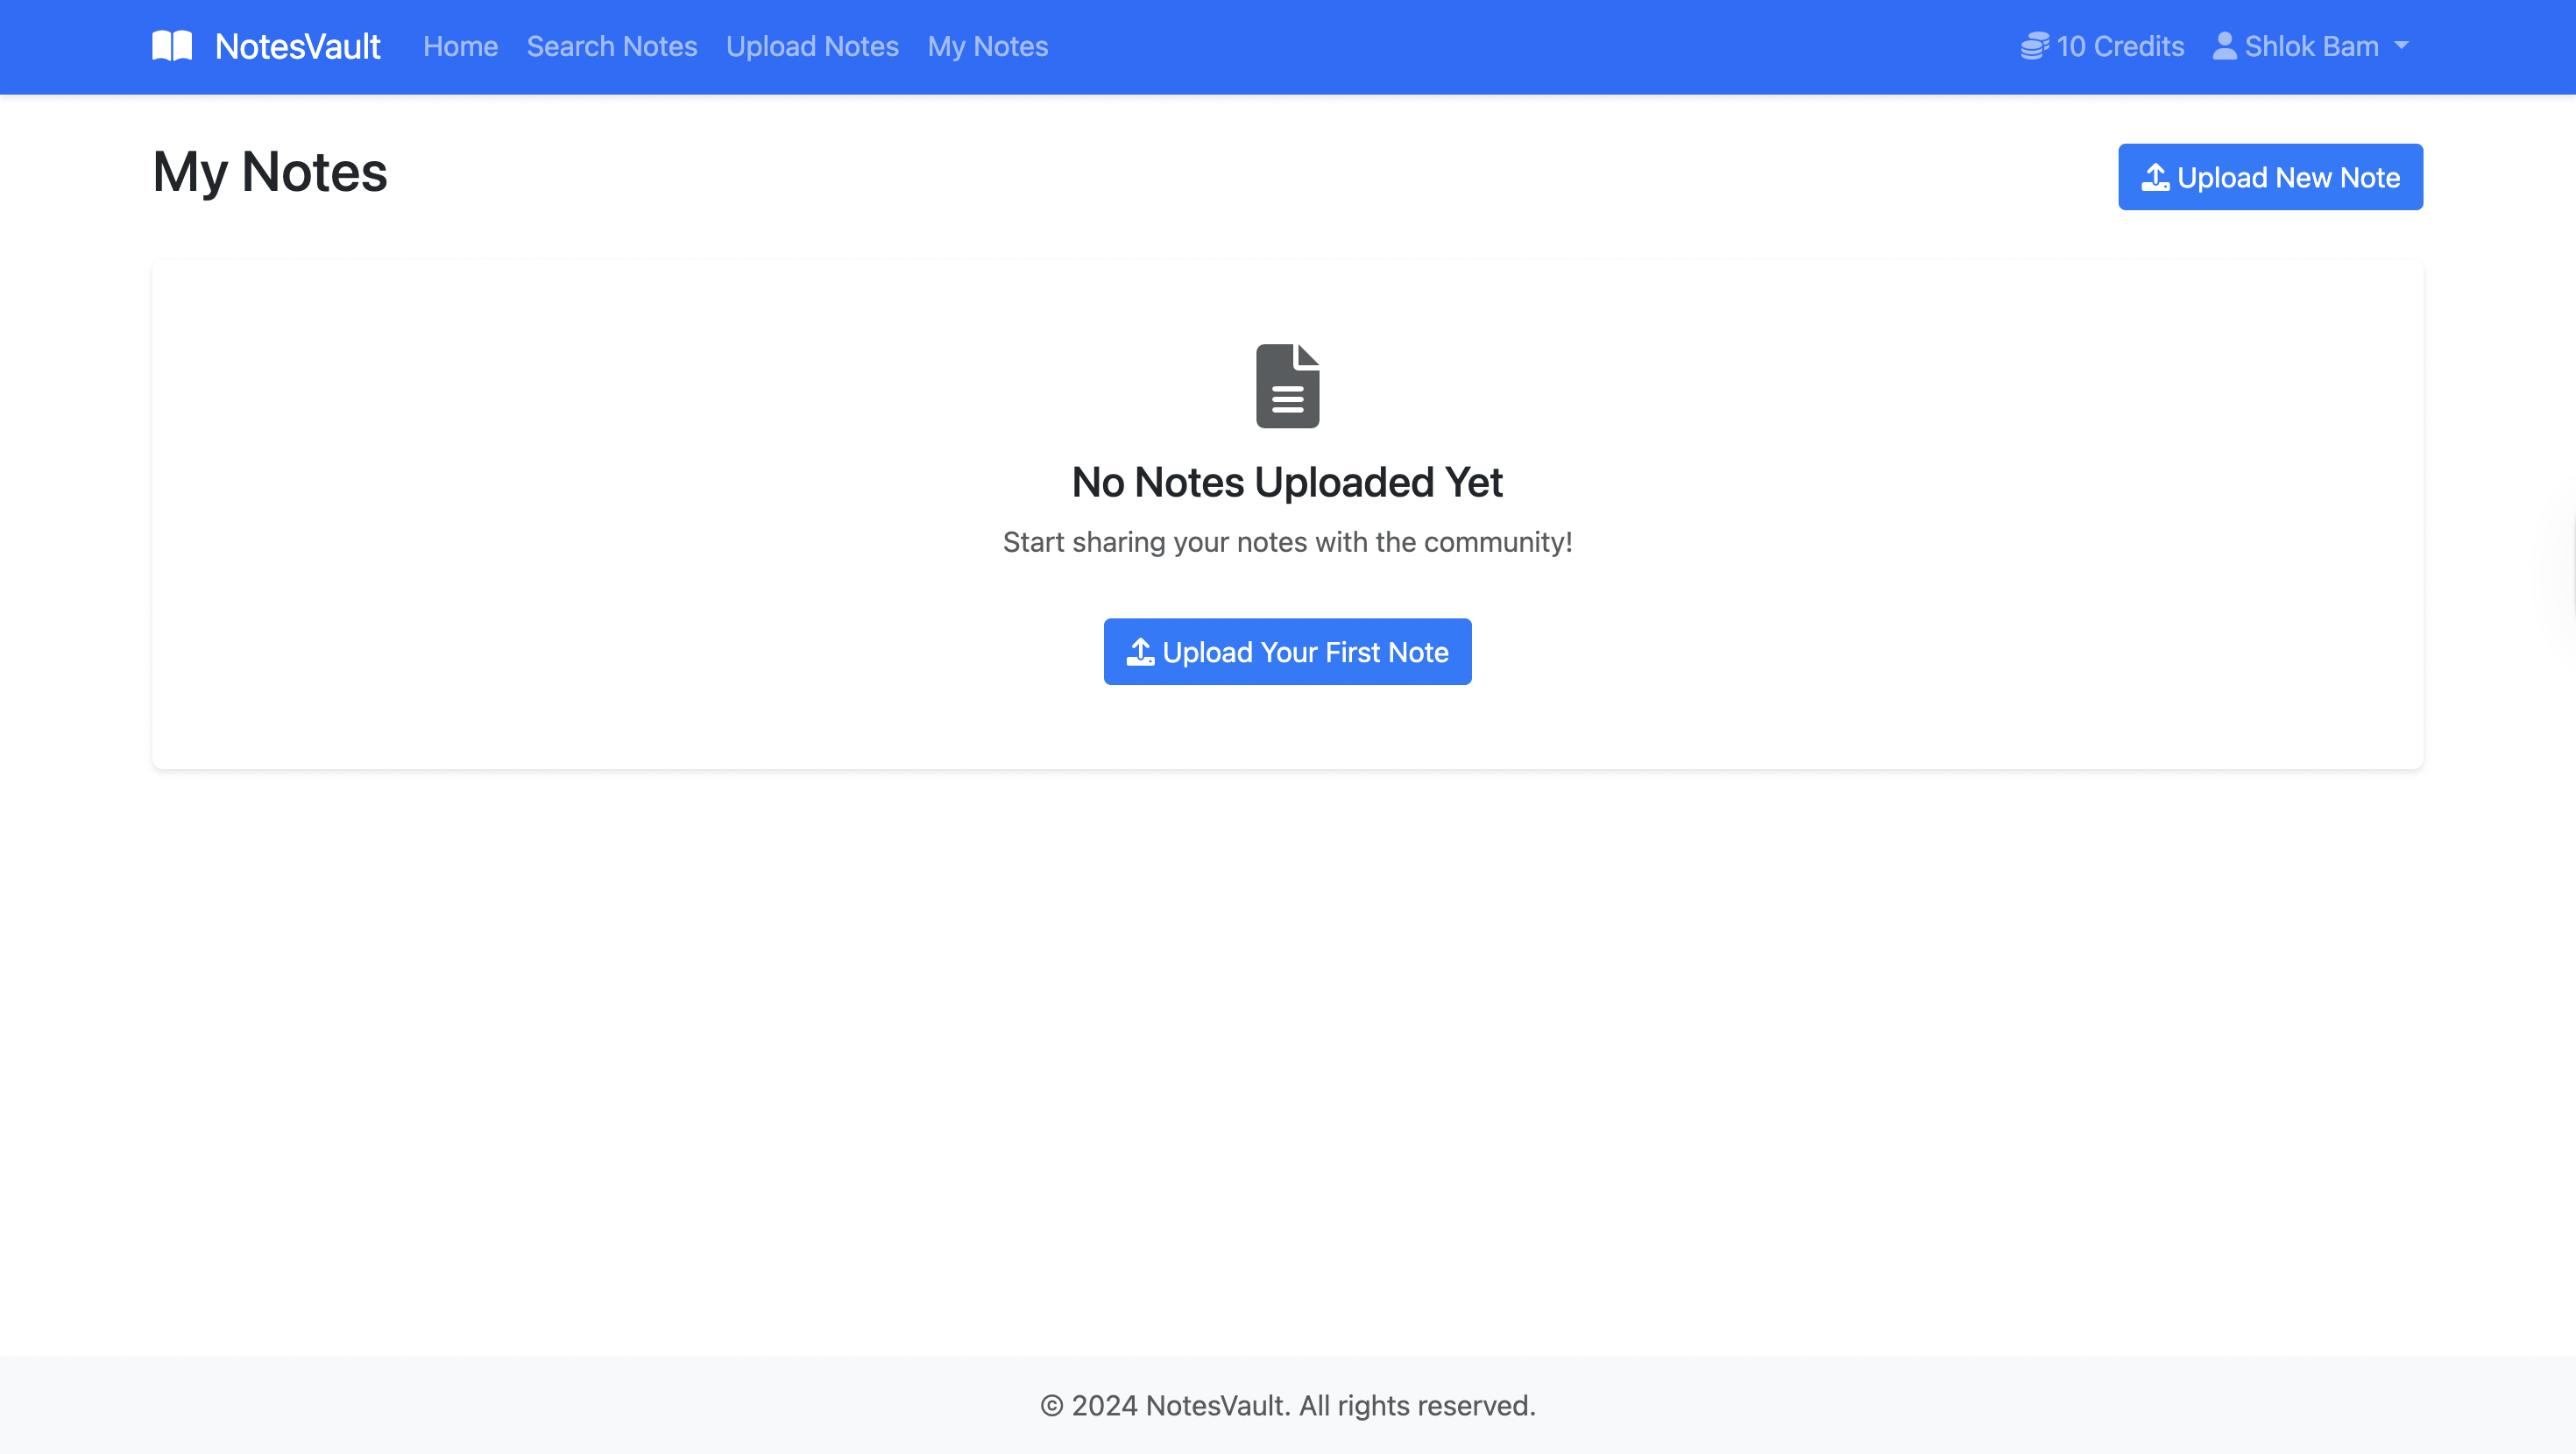 NotesVault Home Search Notes Upload Notes My Notes 10 Credits Shlok Bam
My Notes
Upload New Note
No Notes Uploaded Yet
Start sharing your notes with the community!
Upload Your First Note
© 2024 NotesVault. All rights reserved.